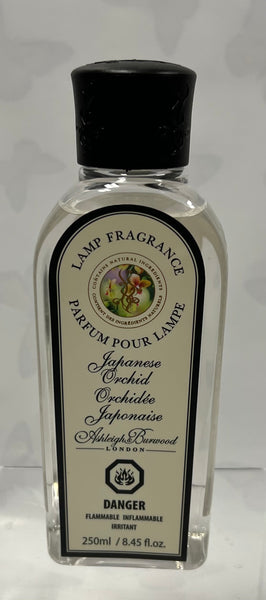 LAMP FRAGRANCE
CONTAINS NATURAL INGREDIENTS
CONTIENT DES INGRÉDIENTS NATURELS
PARFUM POUR LAMPE
Japanese
Orchid
Orchidée
Japonaise
Ashleigh & Burwood
LONDON
DANGER
FLAMMABLE INFLAMMABLE
IRRITANT
250ml / 8.45 fl.oz.